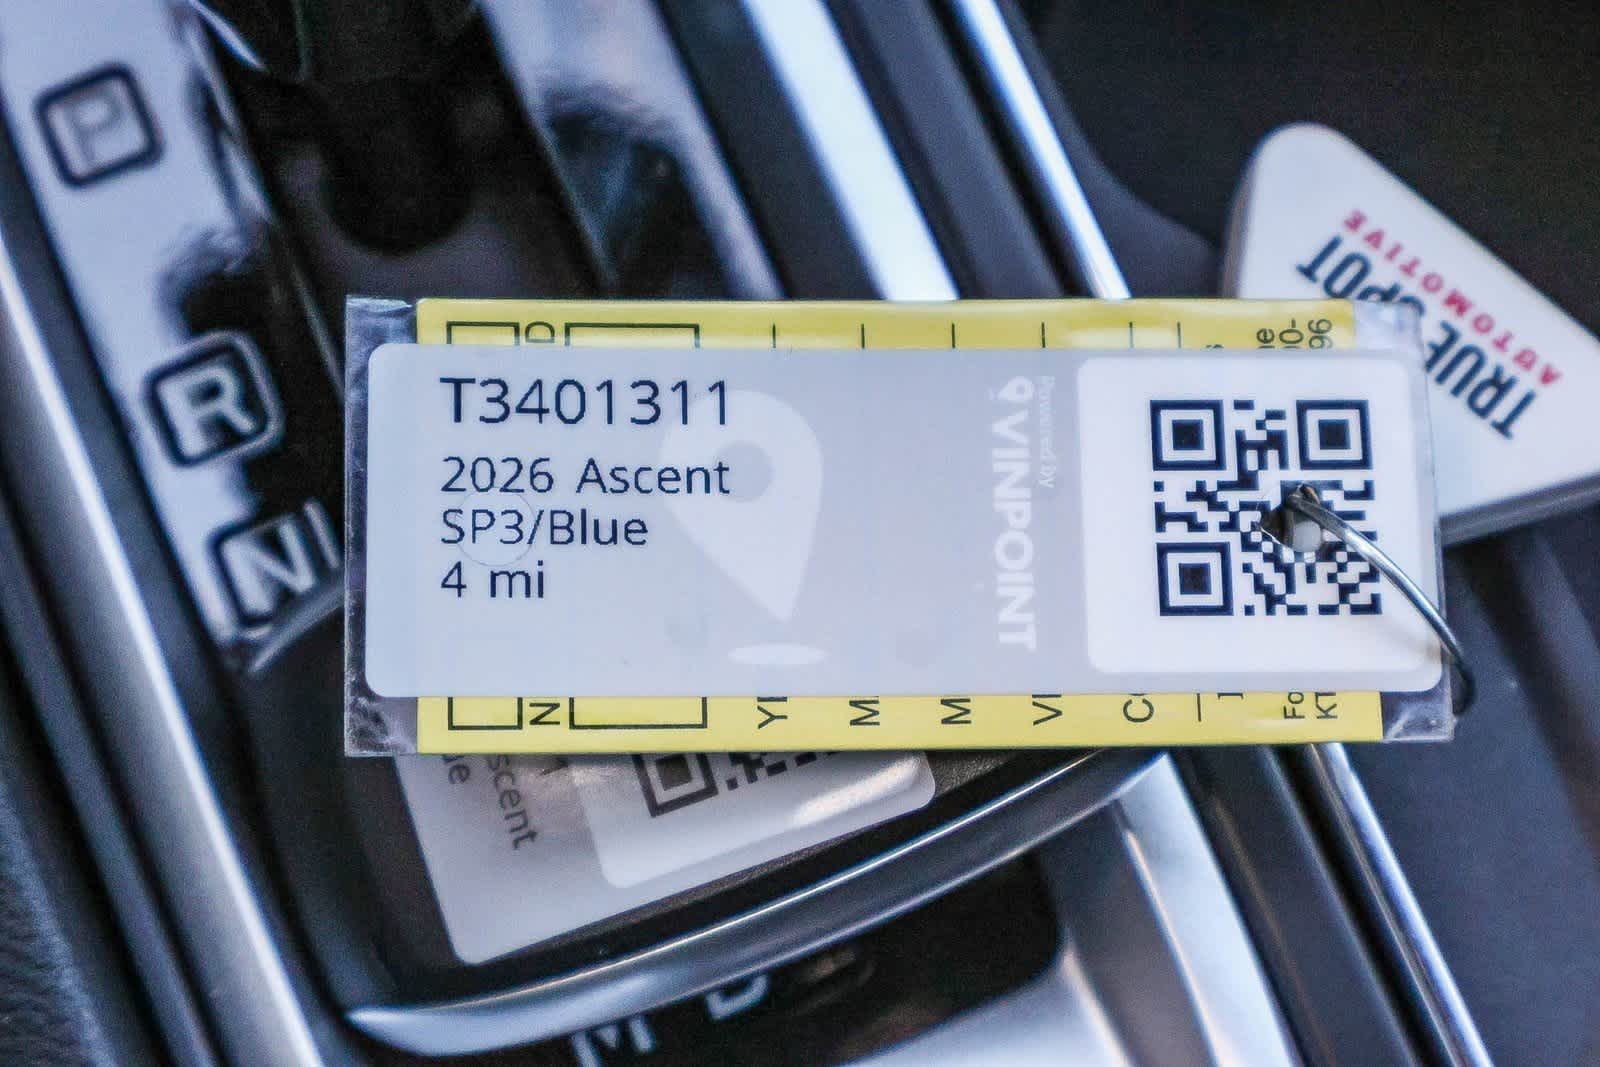 P
R
N
D
T3401311
2026 Ascent
SP3/Blue
4 mi
Powered by
VINPOINT
TRUE SPOT
AUTOMOTIVE
N
Ascent
M